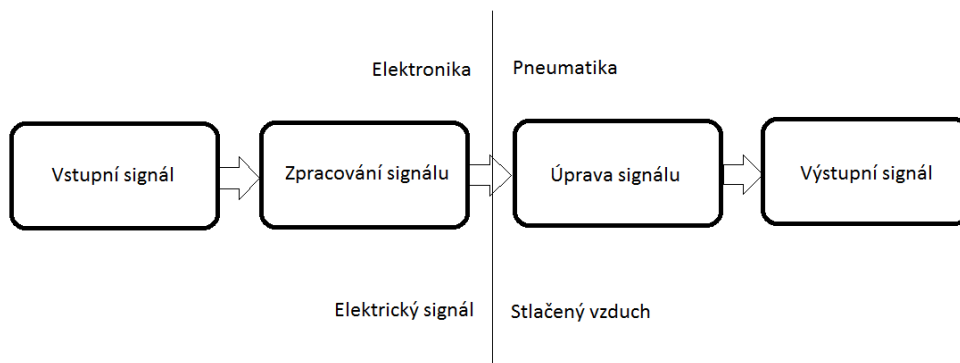 Elektronika
Pneumatika
Vstupní signál
Zpracování signálu
Úprava signálu
Výstupní signál
Elektrický signál
Stlačený vzduch